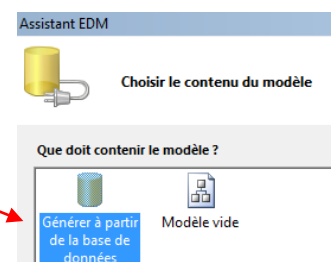 Assistant EDM
Choisir le contenu du modèle
Que doit contenir le modèle ?
Générer à partir
de la base de
données
Modèle vide